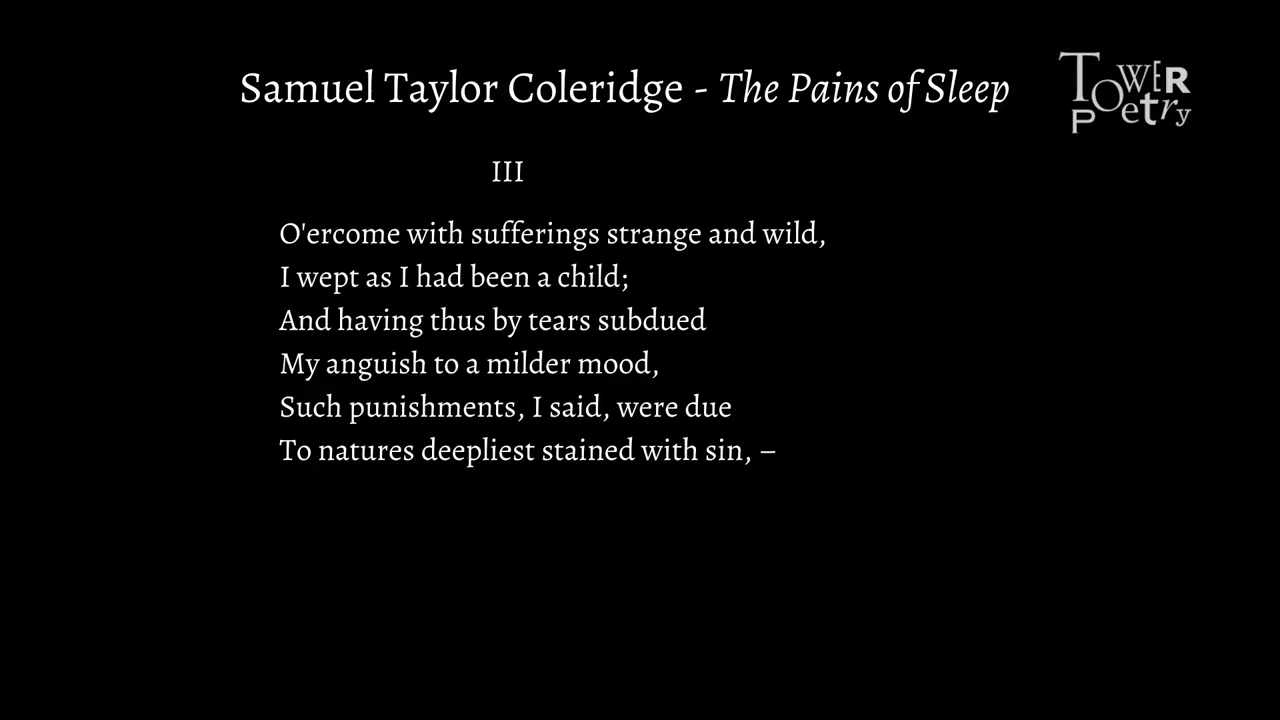 Samuel Taylor Coleridge - The Pains of Sleep
TOWER
Poetry
III
O'ercome with sufferings strange and wild,
I wept as I had been a child;
And having thus by tears subdued
My anguish to a milder mood,
Such punishments, I said, were due
To natures deepliest stained with sin, –